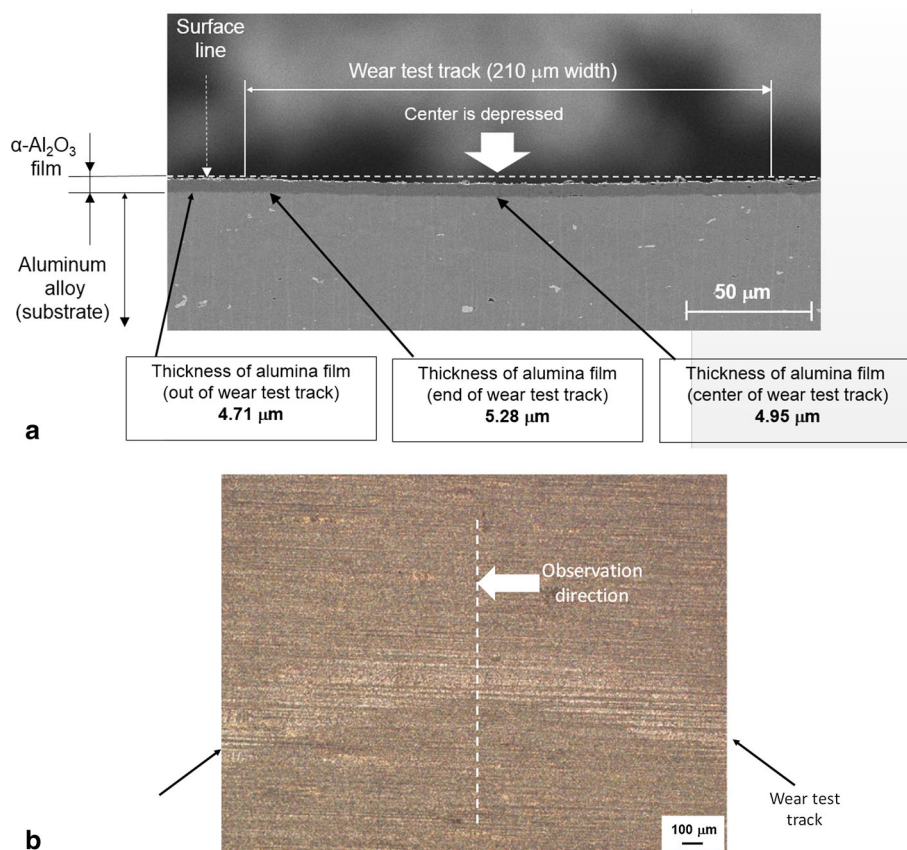 Surface
line
Wear test track (210 μm width)
Center is depressed
α-Al₂O₃
film
Aluminum
alloy
(substrate)
50 μm
Thickness of alumina film
(out of wear test track)
4.71 μm
Thickness of alumina film
(end of wear test track)
5.28 μm
Thickness of alumina film
(center of wear test track)
4.95 μm
a
Observation
direction
Wear test
track
100 μm
b